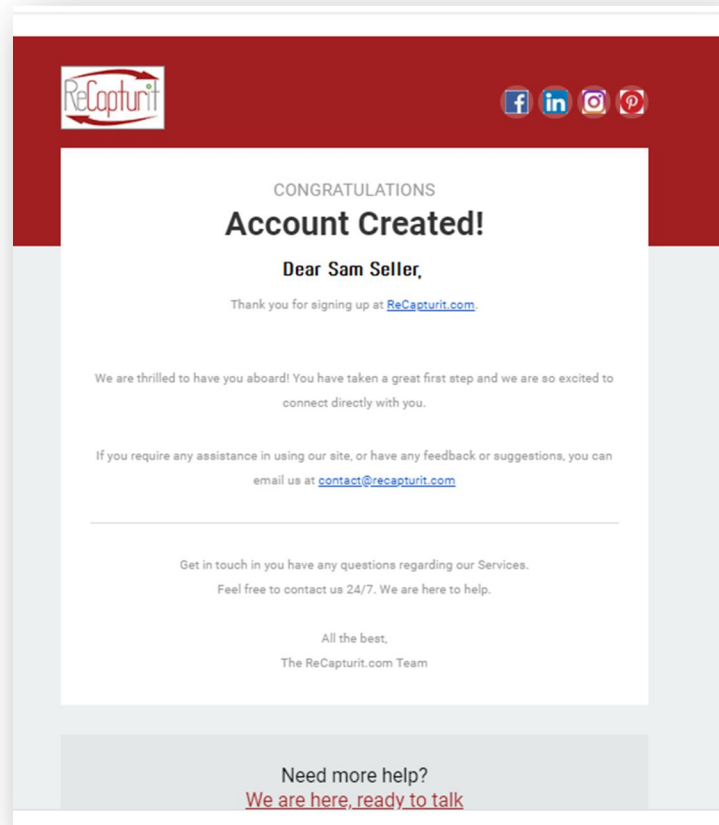 ReCapturit
CONGRATULATIONS
Account Created!
Dear Sam Seller,
Thank you for signing up at ReCapturit.com.
We are thrilled to have you aboard! You have taken a great first step and we are so excited to
connect directly with you.
If you require any assistance in using our site, or have any feedback or suggestions, you can
email us at contact@recapturit.com
Get in touch in you have any questions regarding our Services.
Feel free to contact us 24/7. We are here to help.
All the best,
The ReCapturit.com Team
Need more help?
We are here, ready to talk